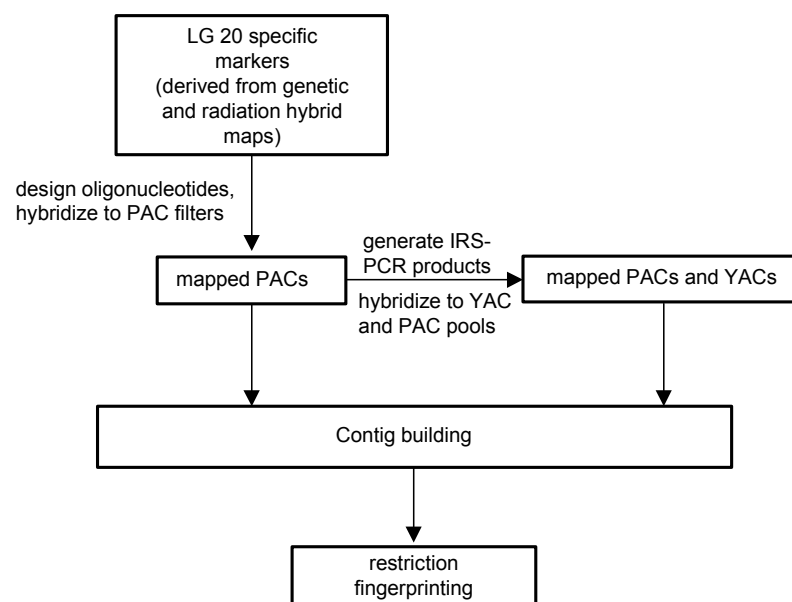 LG 20 specific
markers
(derived from genetic
and radiation hybrid
maps)
design oligonucleotides,
hybridize to PAC filters
generate IRS-
PCR products
mapped PACs
mapped PACs and YACs
hybridize to YAC
and PAC pools
Contig building
restriction
fingerprinting